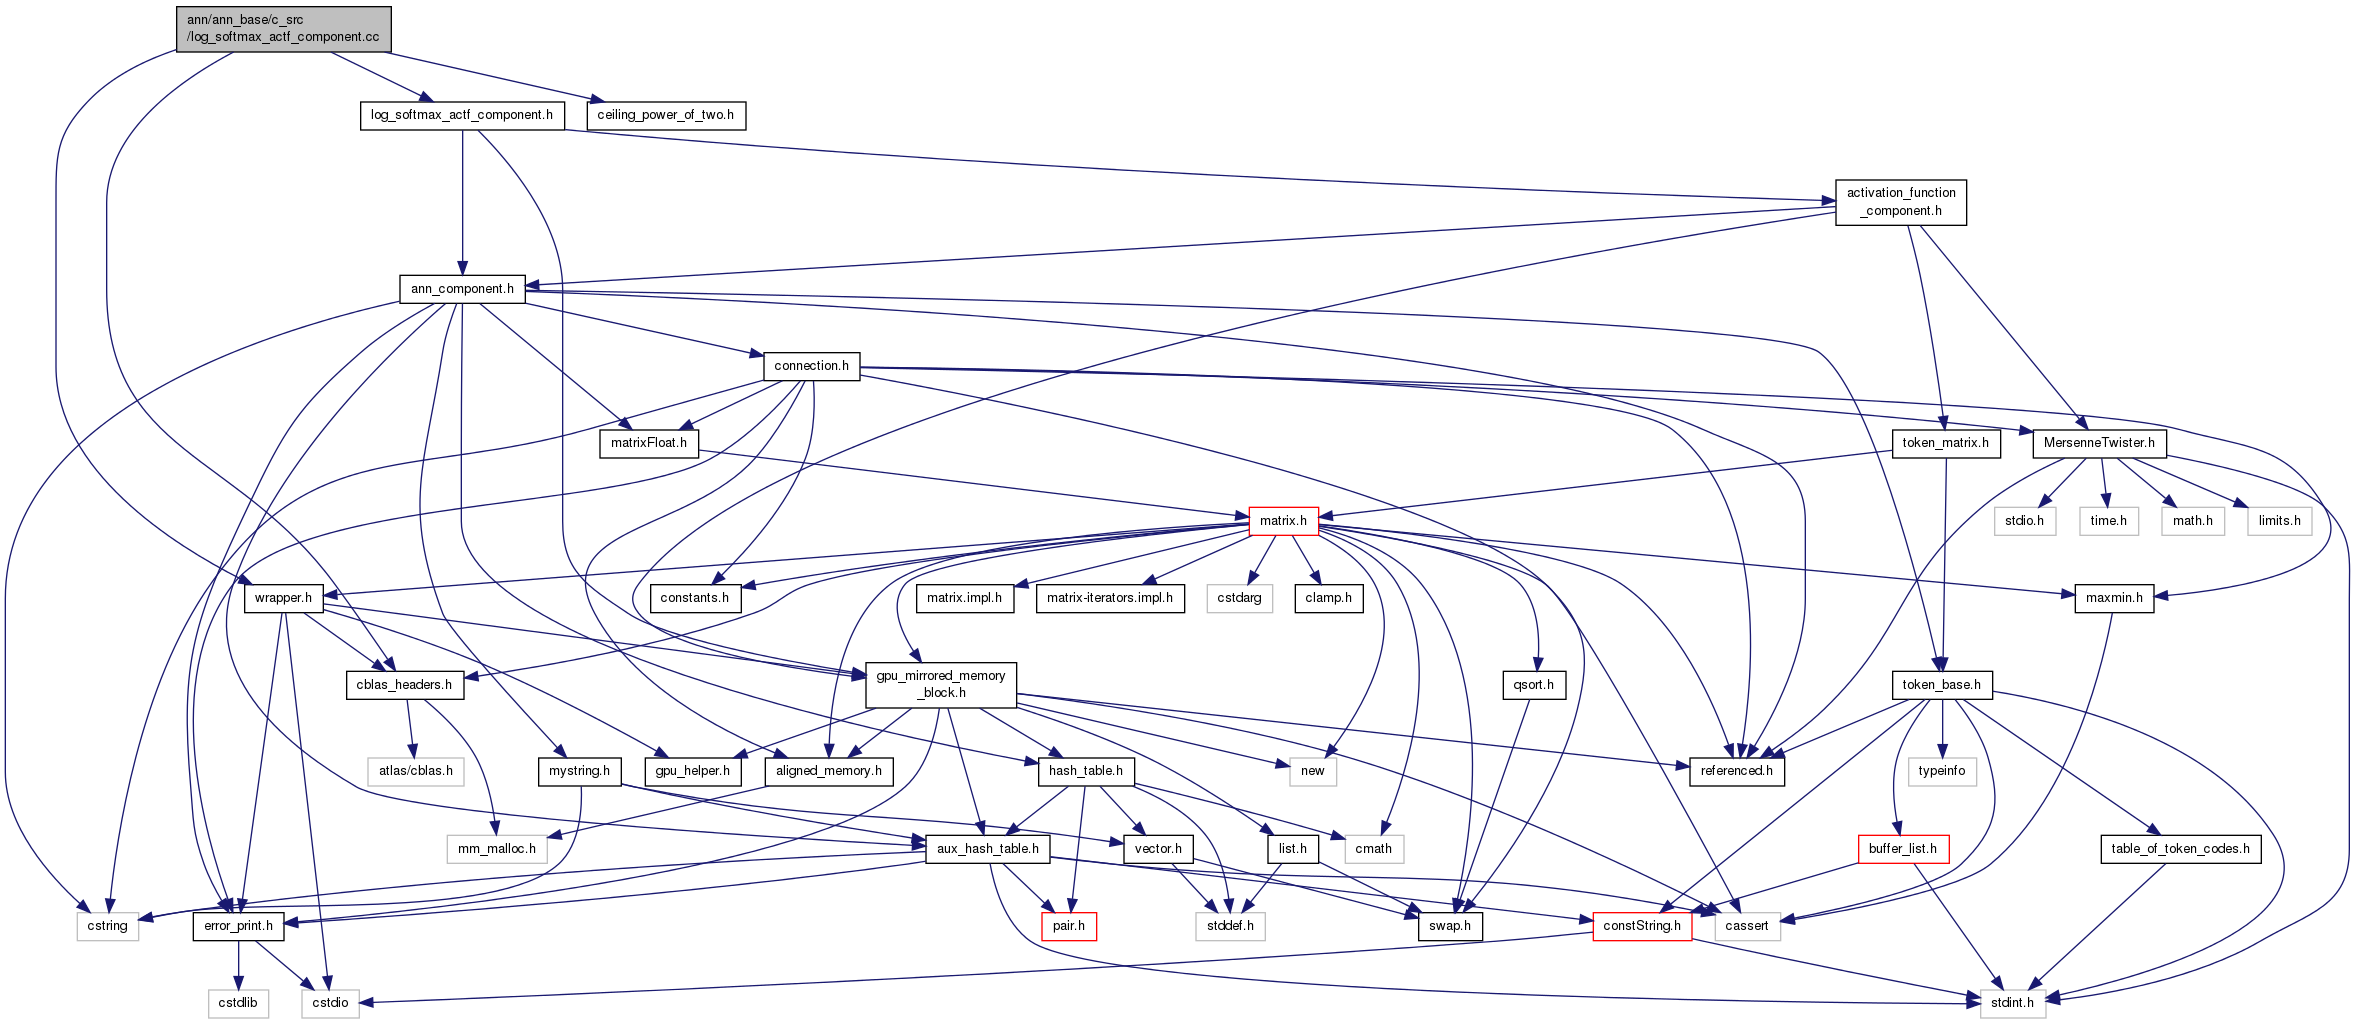 ann/ann_base/c_src
/log_softmax_actf_component.cc
log_softmax_actf_component.h
ceiling_power_of_two.h
activation_function
_component.h
ann_component.h
connection.h
matrixFloat.h
token_matrix.h
MersenneTwister.h
matrix.h
stdio.h
time.h
math.h
limits.h
wrapper.h
constants.h
matrix.impl.h
matrix-iterators.impl.h
cstdarg
clamp.h
maxmin.h
cblas_headers.h
gpu_mirrored_memory
_block.h
qsort.h
token_base.h
atlas/cblas.h
mystring.h
gpu_helper.h
aligned_memory.h
hash_table.h
new
referenced.h
typeinfo
mm_malloc.h
aux_hash_table.h
vector.h
list.h
cmath
buffer_list.h
table_of_token_codes.h
cstring
error_print.h
pair.h
stddef.h
swap.h
constString.h
cassert
cstdlib
cstdio
stdint.h